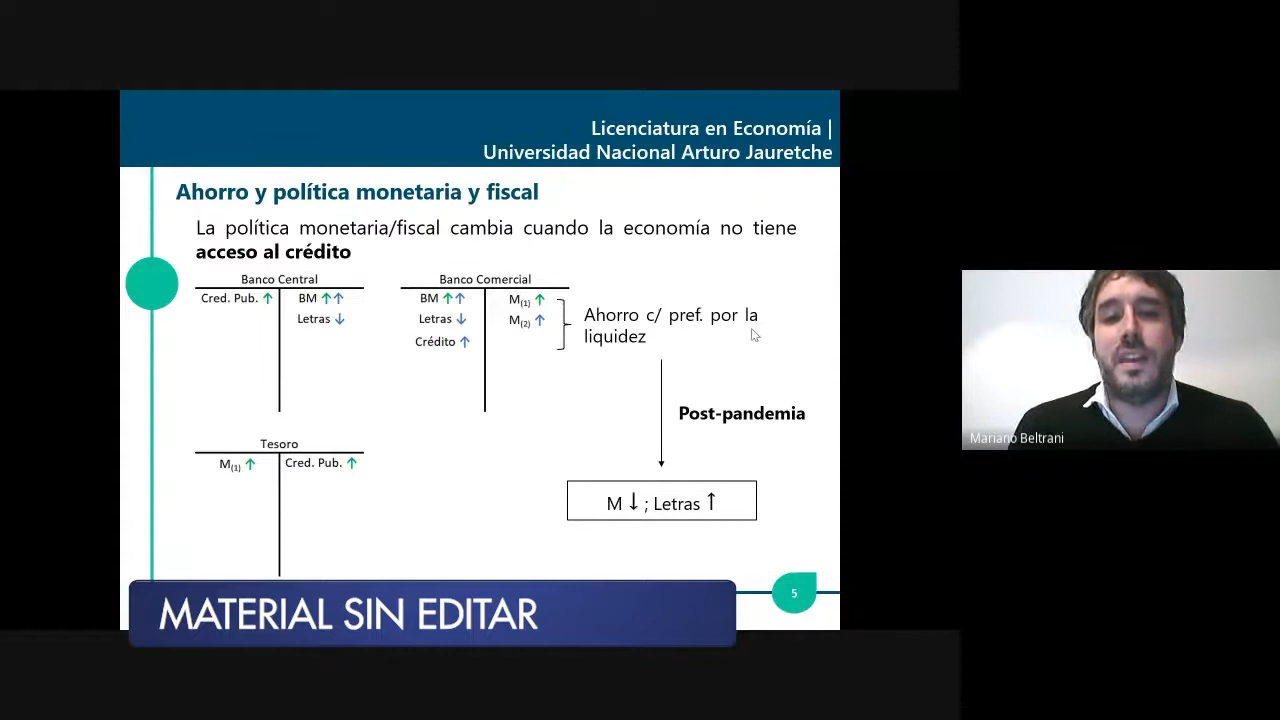 Licenciatura en Economía |
Universidad Nacional Arturo Jauretche
Ahorro y política monetaria y fiscal
La política monetaria/fiscal cambia cuando la economía no tiene
acceso al crédito
Banco Central
Cred. Pub. ↑ BM ↑↑
Letras ↓
Banco Comercial
BM ↑↑ M(1) ↑
Letras ↓ M(2) ↑
Crédito ↑
Ahorro c/ pref. por la
liquidez
Post-pandemia
M ↓ ; Letras ↑
Tesoro
M(1) ↑ Cred. Pub. ↑
5
MATERIAL SIN EDITAR
Mariano Beltrani